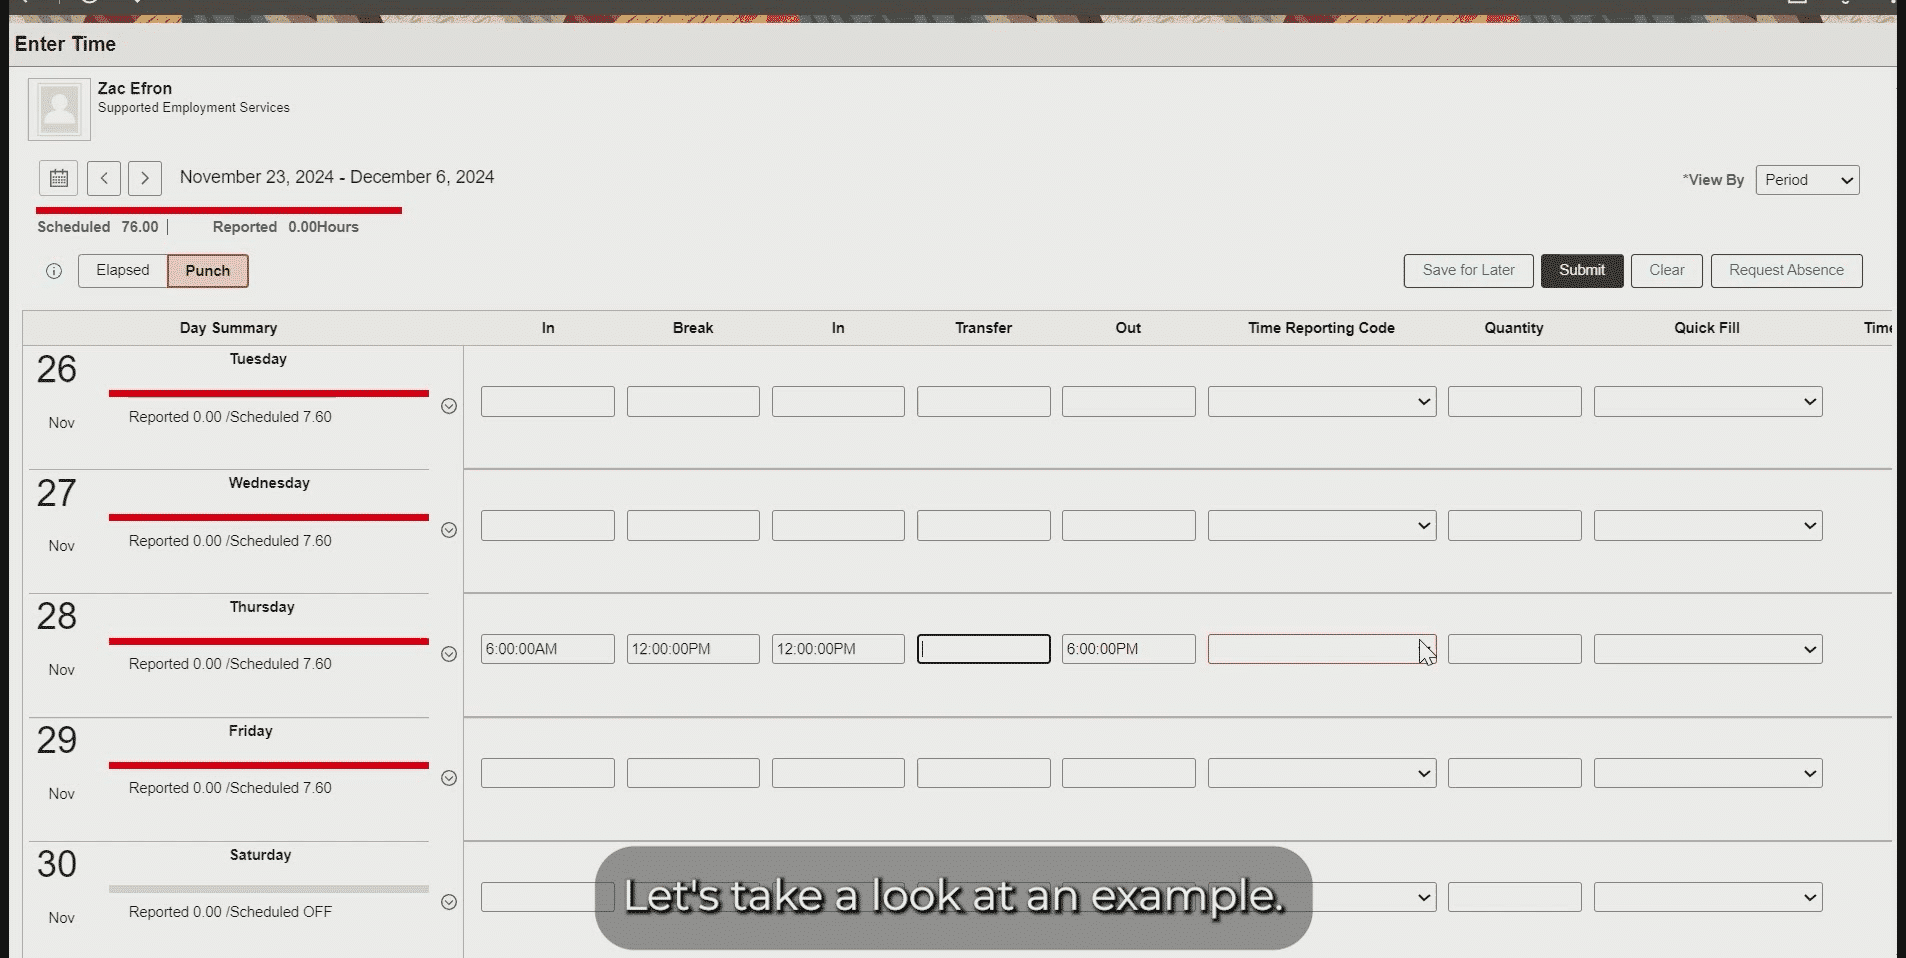 Enter Time
Zac Efron
Supported Employment Services
November 23, 2024 - December 6, 2024
*View By Period
Scheduled 76.00 | Reported 0.00Hours
Elapsed Punch Save for Later Submit Clear Request Absence
Day Summary In Break In Transfer Out Time Reporting Code Quantity Quick Fill Time
26 Tuesday
Nov Reported 0.00 /Scheduled 7.60
27 Wednesday
Nov Reported 0.00 /Scheduled 7.60
28 Thursday
6:00:00AM 12:00:00PM 12:00:00PM 6:00:00PM
Nov Reported 0.00 /Scheduled 7.60
29 Friday
Nov Reported 0.00 /Scheduled 7.60
30 Saturday
Nov Reported 0.00 /Scheduled OFF
Let's take a look at an example.